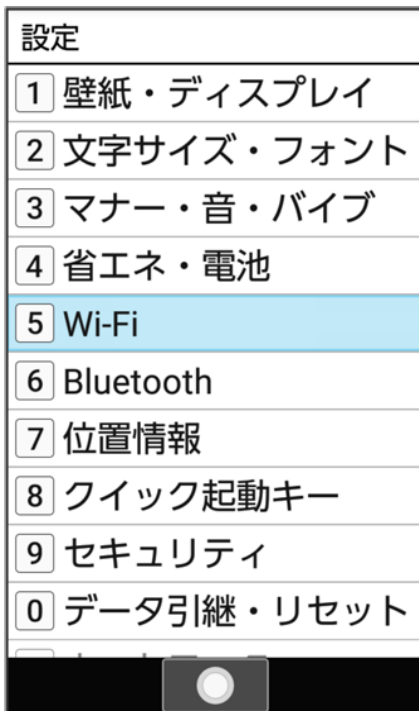 設定
1 壁紙・ディスプレイ
2 文字サイズ・フォント
3 マナー・音・バイブ
4 省エネ・電池
5 Wi-Fi
6 Bluetooth
7 位置情報
8 クイック起動キー
9 セキュリティ
0 データ引継・リセット